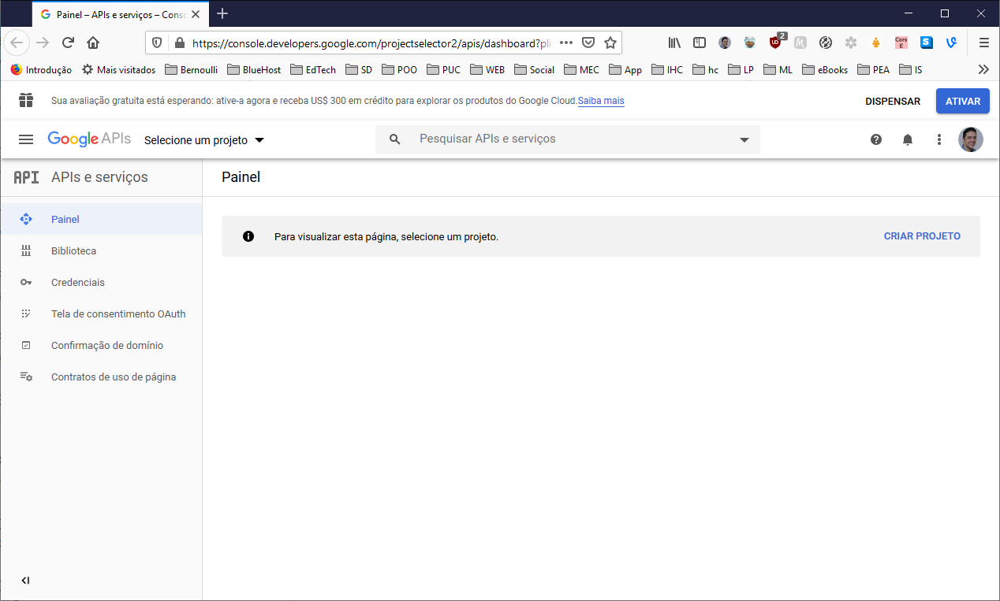 Painel – APIs e serviços – Conso
https://console.developers.google.com/projectselector2/apis/dashboard?pli
2
UD
M
Cors
E
S
Introdução Mais visitados Bernoulli BlueHost EdTech SD POO PUC WEB Social MEC App IHC hc LP ML eBooks PEA IS
Sua avaliação gratuita está esperando: ative-a agora e receba US$ 300 em crédito para explorar os produtos do Google Cloud.Saiba mais
DISPENSAR
ATIVAR
Google APIs
Selecione um projeto
Pesquisar APIs e serviços
API APIs e serviços
Painel
Painel
Biblioteca
Credenciais
Tela de consentimento OAuth
Confirmação de domínio
Contratos de uso de página
Para visualizar esta página, selecione um projeto.
CRIAR PROJETO